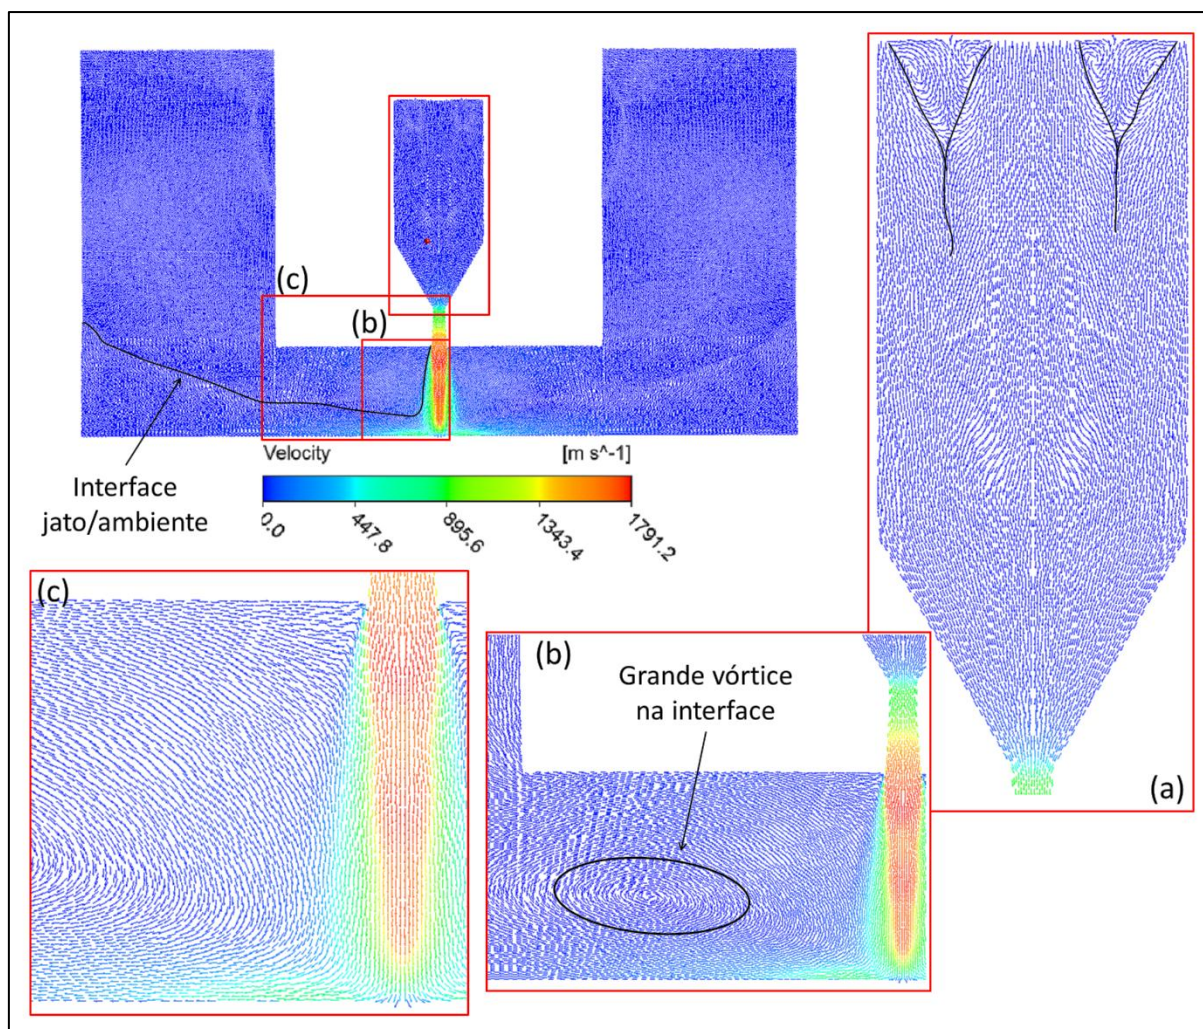 (c)
(b)
Velocity
[m s^-1]
0.0
447.8
895.6
1343.4
1791.2
Interface
jato/ambiente
(a)
(c)
(b)
Grande vórtice
na interface